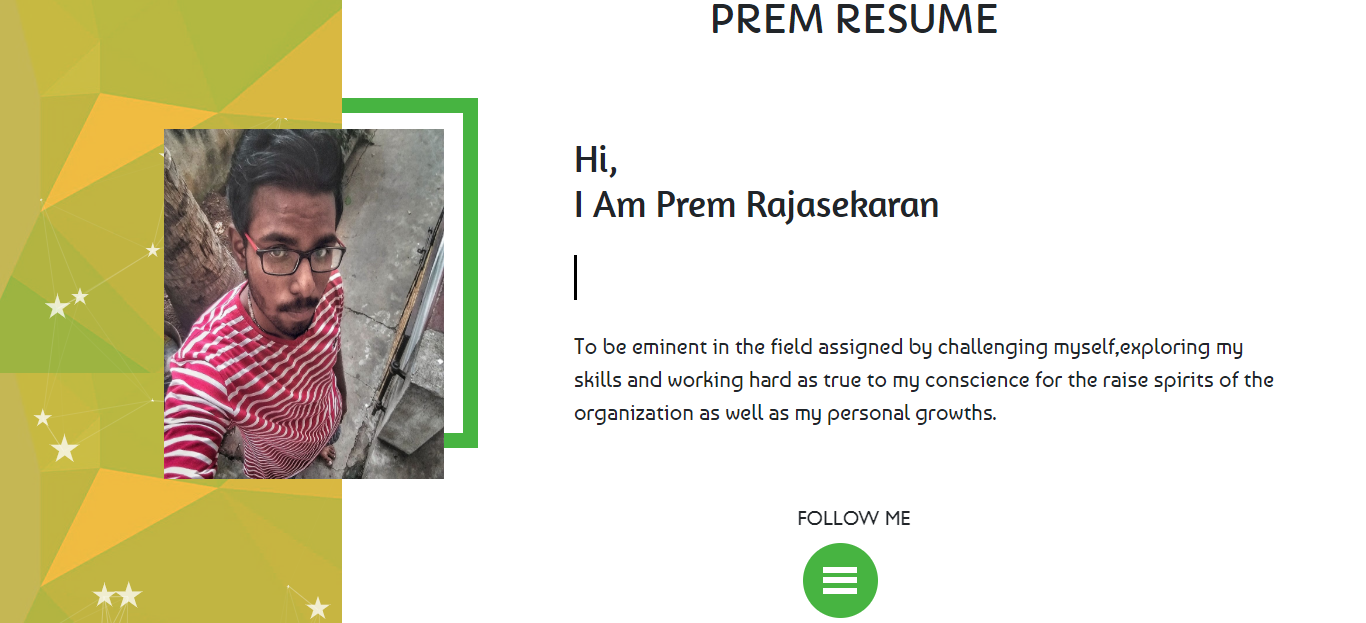 PREM RESUME
Hi,
I Am Prem Rajasekaran
To be eminent in the field assigned by challenging myself,exploring my
skills and working hard as true to my conscience for the raise spirits of the
organization as well as my personal growths.
FOLLOW ME